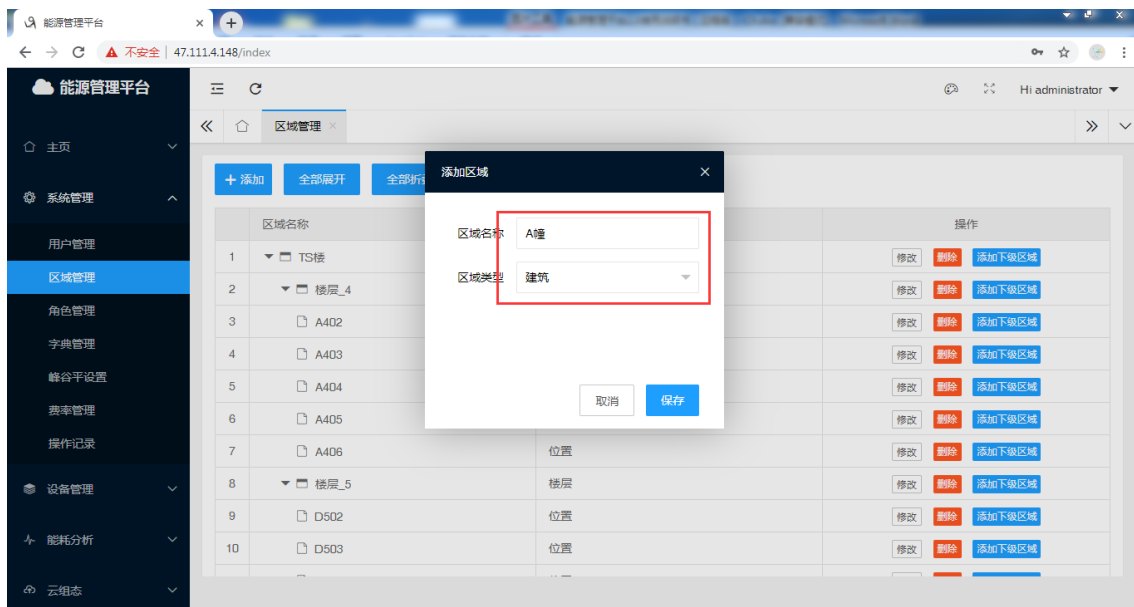 能源管理平台
不安全 | 47.111.4.148/index
能源管理平台
Hi administrator
区域管理
主页
系统管理
用户管理
区域管理
角色管理
字典管理
峰谷平设置
费率管理
操作记录
设备管理
能耗分析
云组态
添加 全部展开
添加区域
区域名称 A幢
区域类型 建筑
取消 保存
区域名称 操作
1 TS楼 修改 删除 添加下级区域
2 楼层_4 修改 删除 添加下级区域
3 A402 修改 删除 添加下级区域
4 A403 修改 删除 添加下级区域
5 A404 修改 删除 添加下级区域
6 A405 修改 删除 添加下级区域
7 A406 位置 修改 删除 添加下级区域
8 楼层_5 楼层 修改 删除 添加下级区域
9 D502 位置 修改 删除 添加下级区域
10 D503 位置 修改 删除 添加下级区域